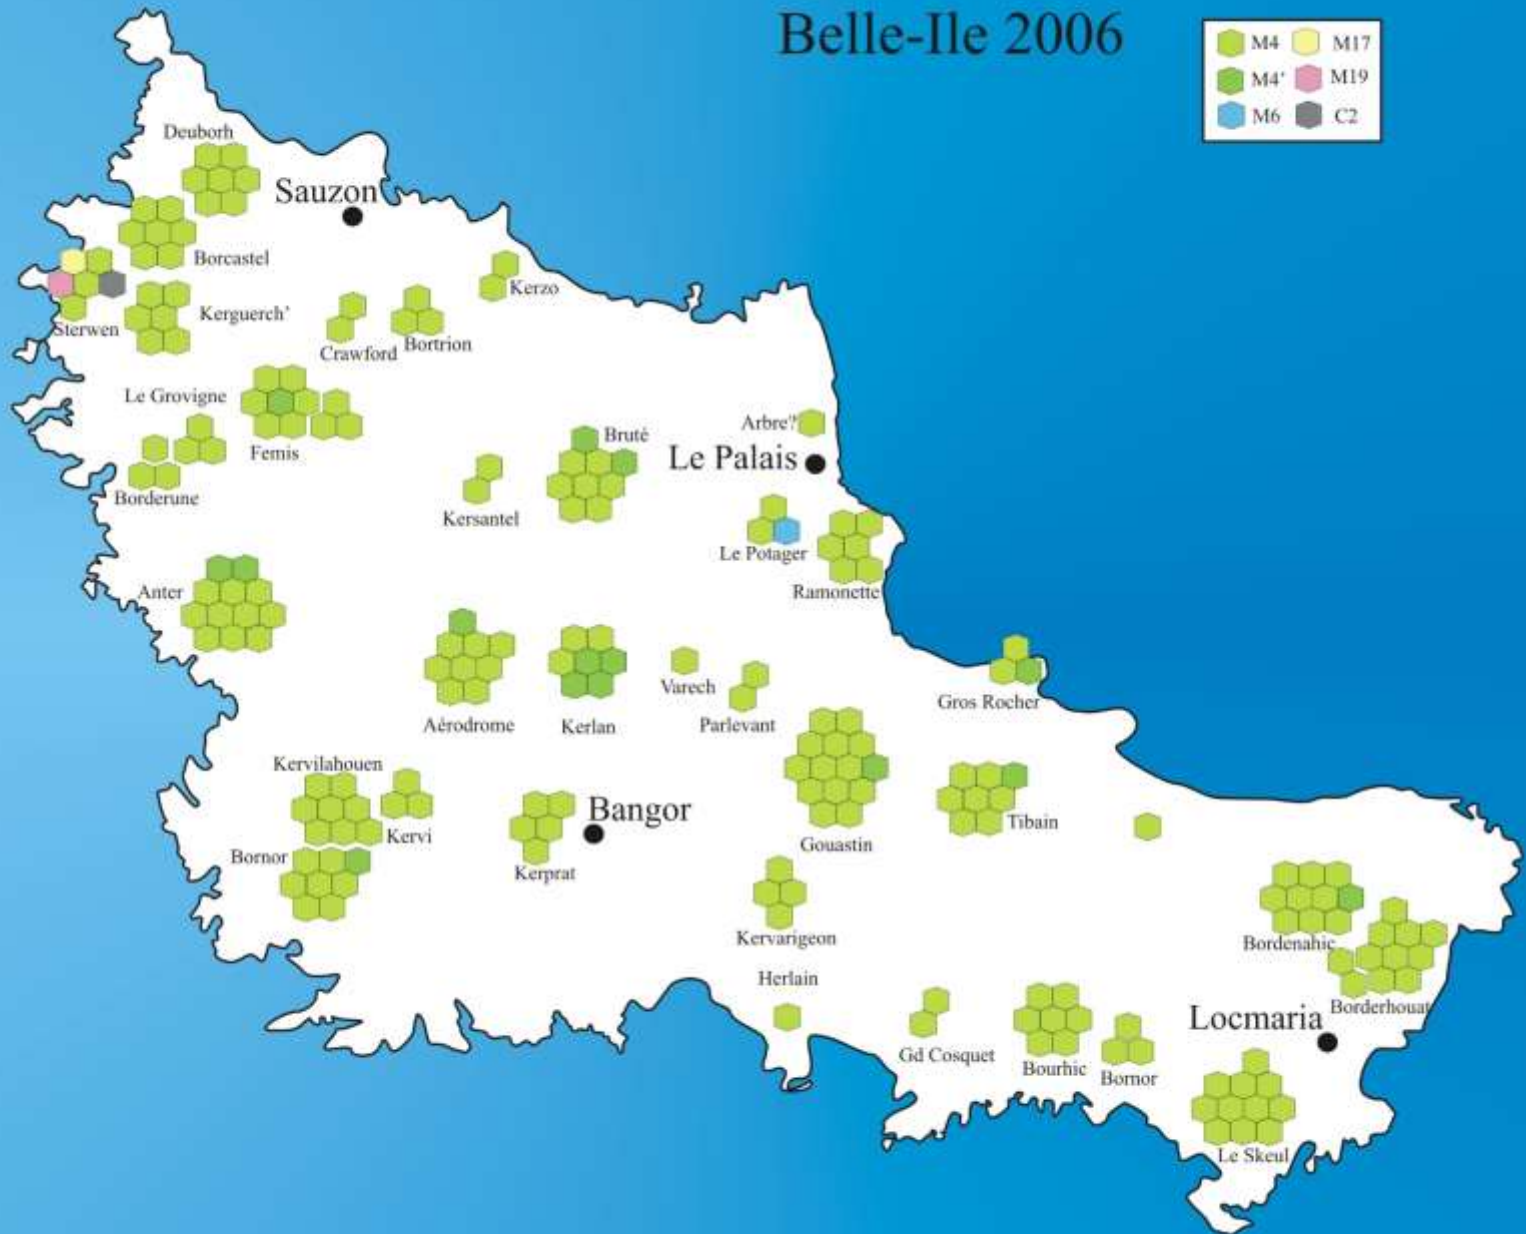 Belle-Ile 2006
M4
M17
M4'
M19
M6
C2
Deuborh
Sauzon
Borcastel
Kerzo
Kerguerch'
Sterwen
Crawford
Bortrion
Le Grovigne
Arbre?
Bruté
Femis
Le Palais
Borderune
Kersantel
Le Potager
Anter
Ramonette
Varech
Gros Rocher
Aérodrome
Kerlan
Parlevant
Kervilahouen
Bangor
Kervi
Tibain
Gouastin
Bornor
Kerprat
Kervarigeon
Bordenahic
Herlain
Borderhouat
Locmaria
Gd Cosquet
Bourhic
Bornor
Le Skeul